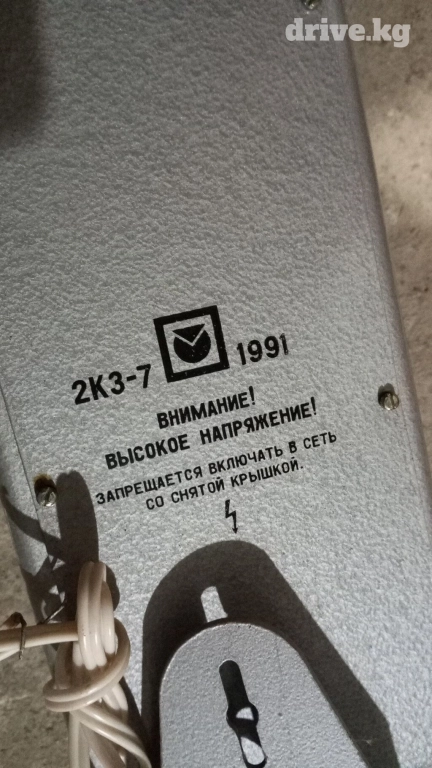 drive.kg
2КЗ-7 1991
ВНИМАНИЕ!
ВЫСОКОЕ НАПРЯЖЕНИЕ!
ЗАПРЕЩАЕТСЯ ВКЛЮЧАТЬ В СЕТЬ
СО СНЯТОЙ КРЫШКОЙ.